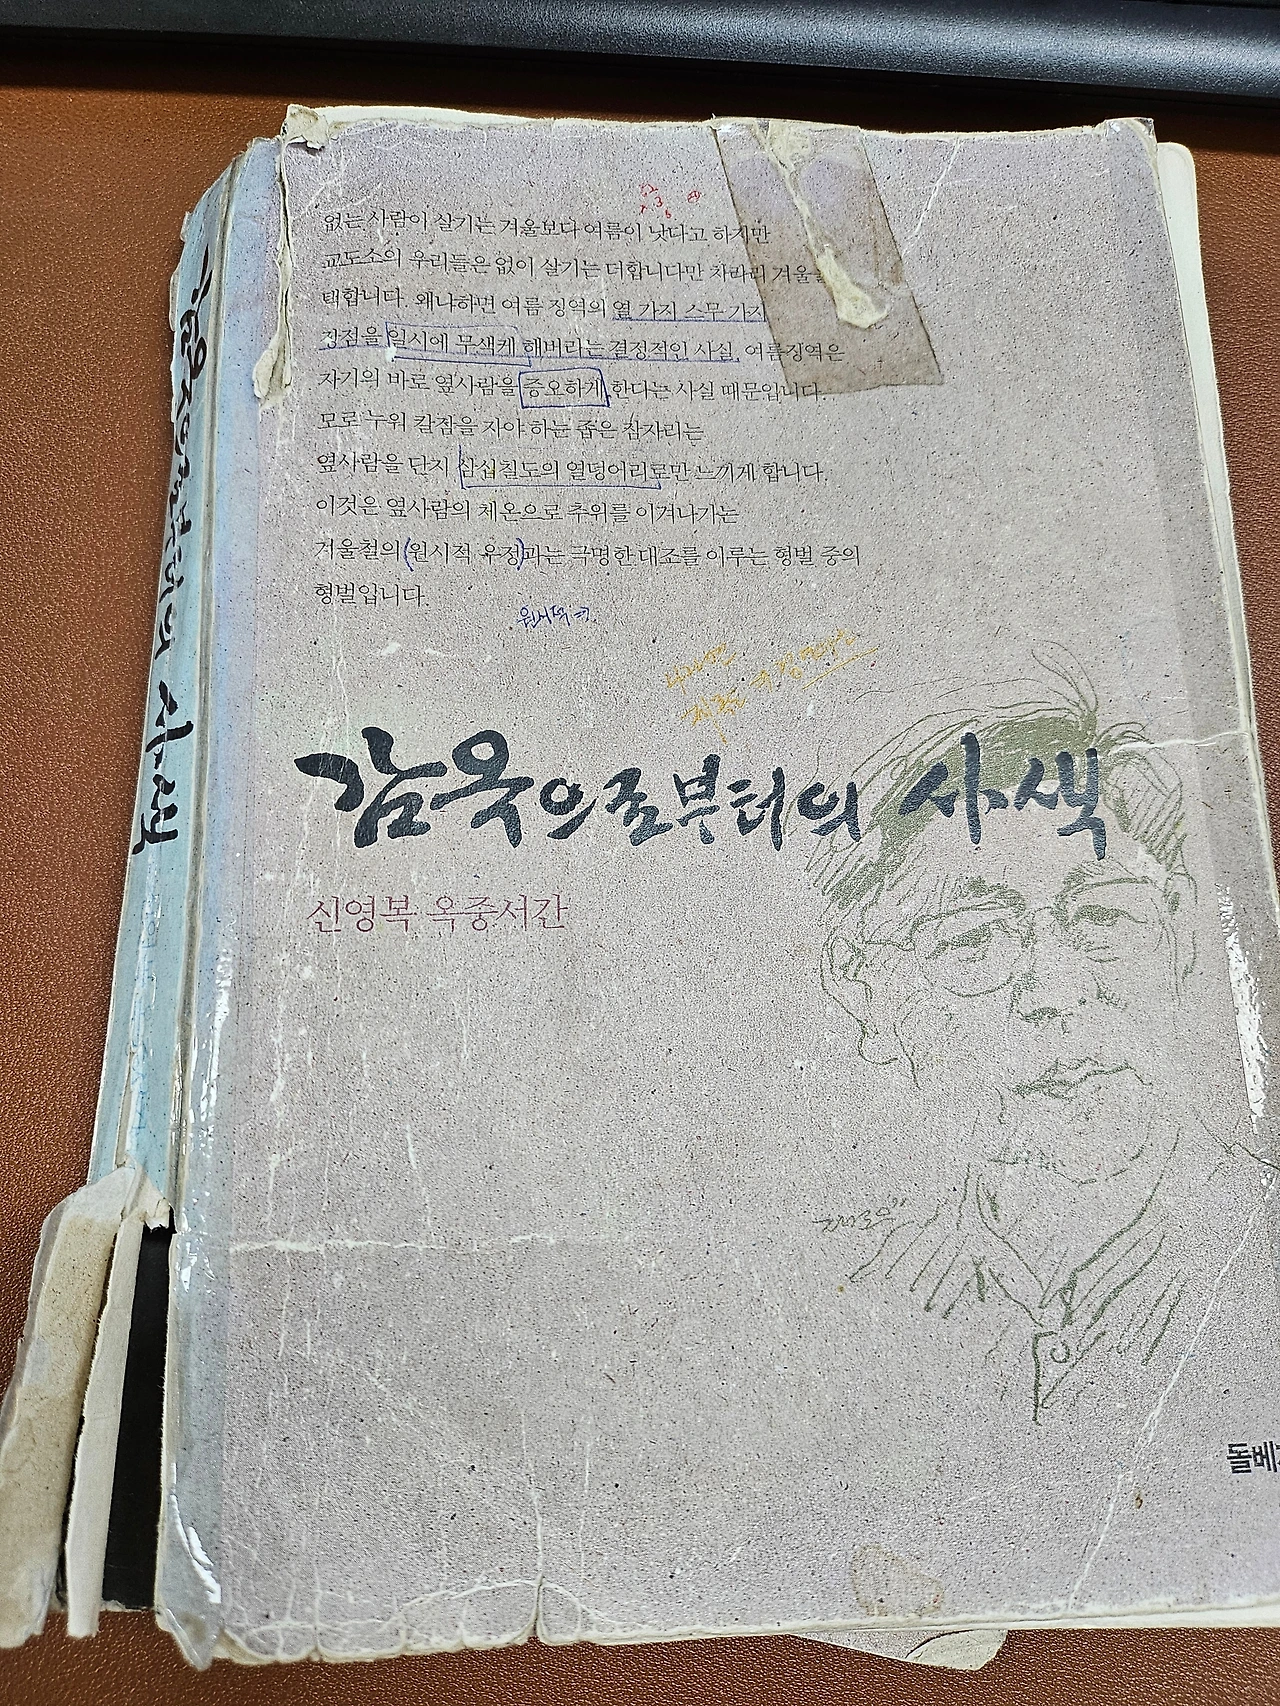 없는 사람이 살기는 겨울보다 여름이 낫다고 하지만
교도소의 우리들은 없이 살기는 더합니다만 차라리 겨울을
택합니다. 왜냐하면 여름 징역의 열 가지 스무 가지
장점을 일시에 무색케 해버리는 결정적인 사실, 여름징역은
자기의 바로 옆사람을 증오하게 한다는 사실 때문입니다.
모로 누워 칼잠을 자야 하는 좁은 잠자리는
옆사람을 단지 삼십칠도의 열덩어리로만 느끼게 합니다.
이것은 옆사람의 체온으로 추위를 이겨나가는
겨울철의 (원시적 우정)과는 극명한 대조를 이루는 형벌 중의
형벌입니다.
감옥으로부터의 사색
신영복 옥중서간
돌베
감옥으로부터의 사색